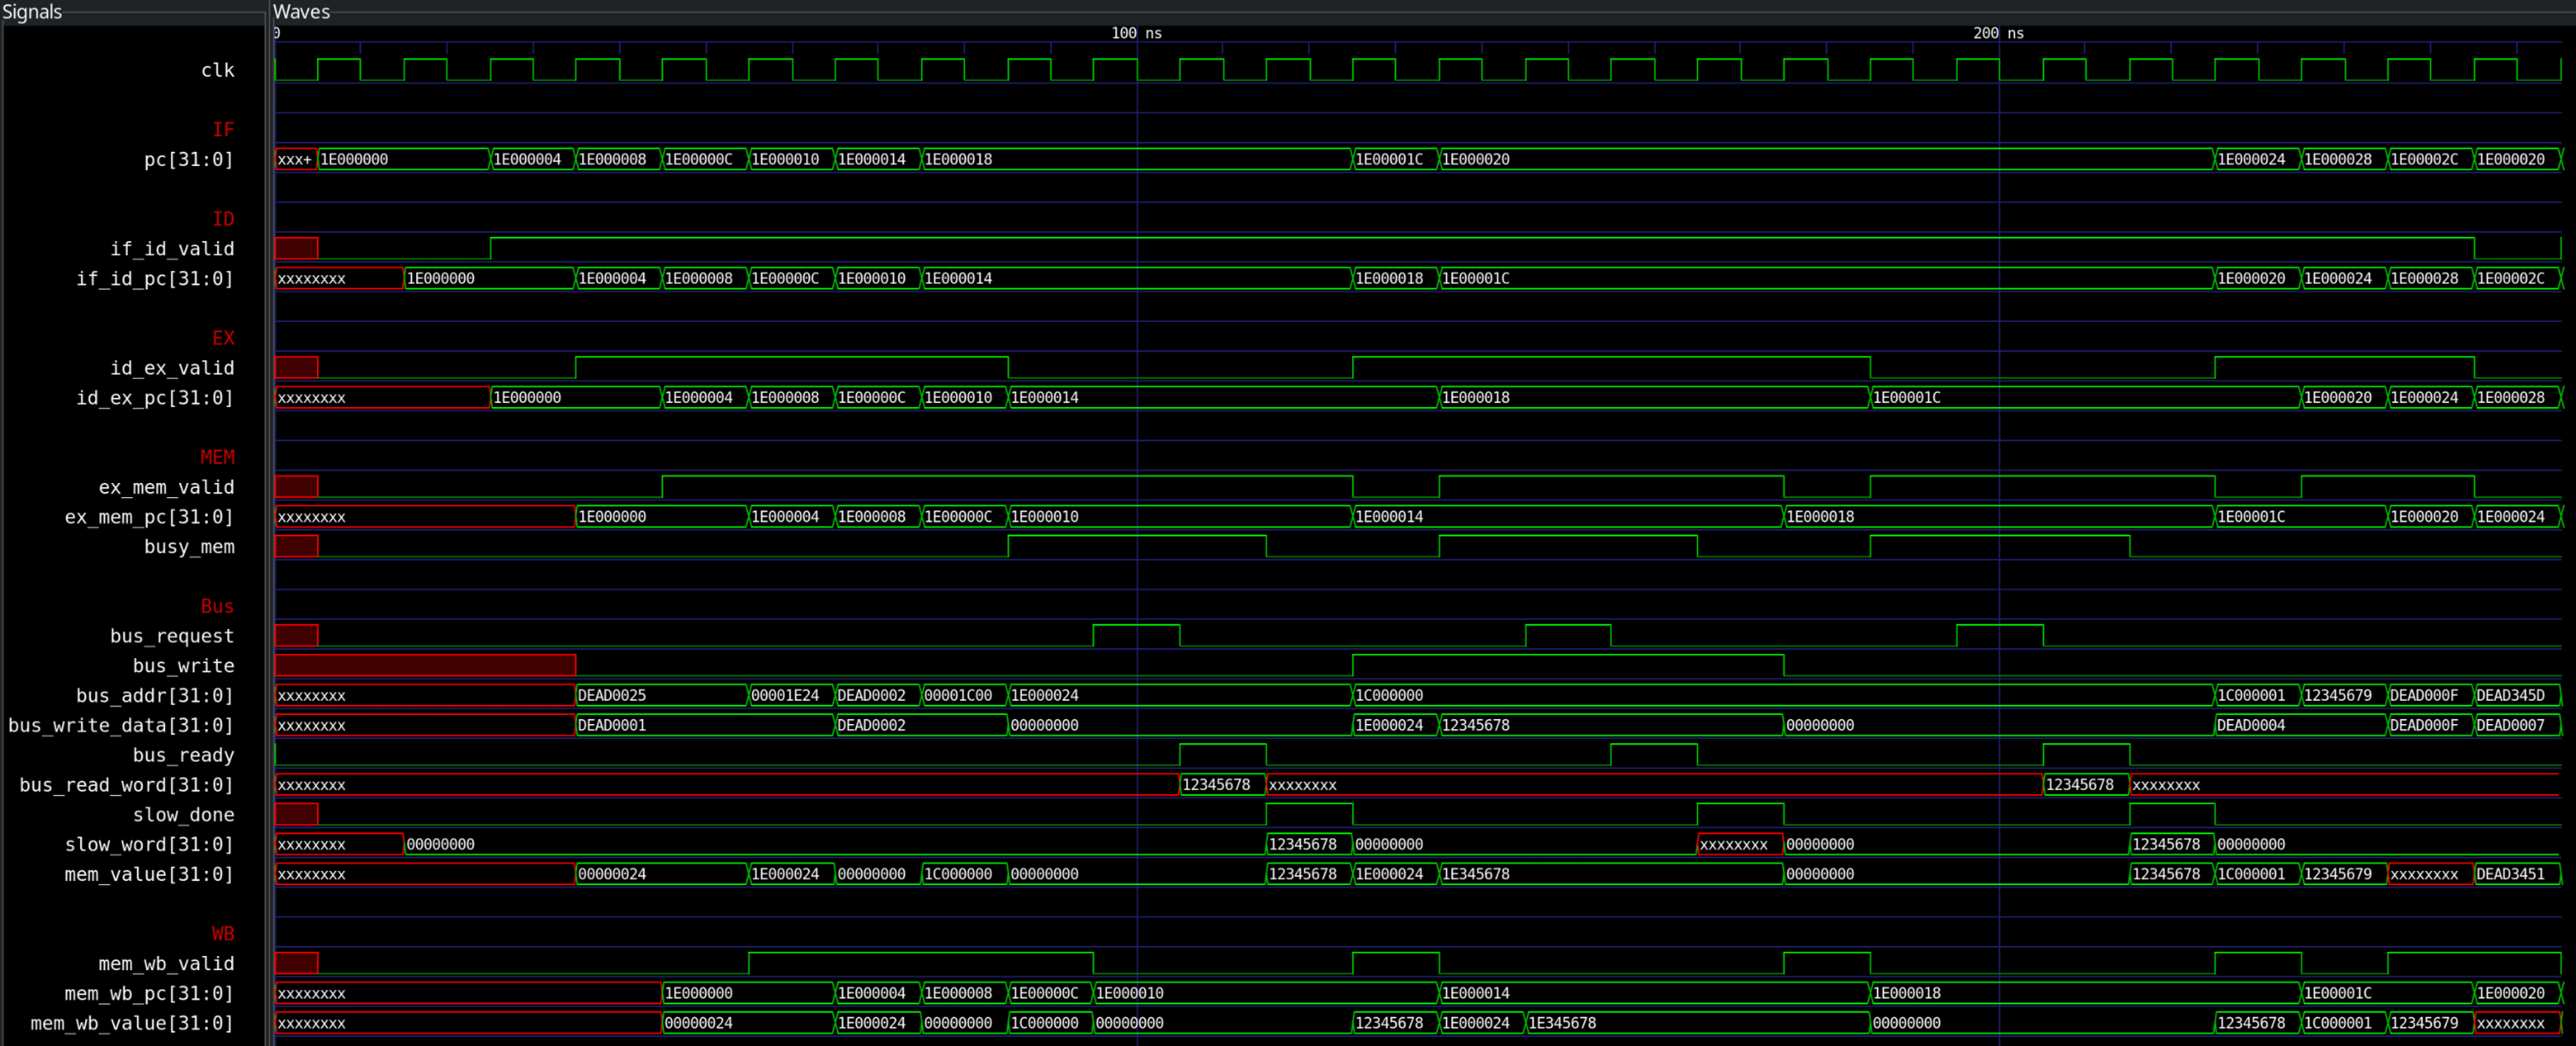 Signals Waves
0 100 ns 200 ns
clk
IF
pc[31:0] xxx+ 1E000000 1E000004 1E000008 1E00000C 1E000010 1E000014 1E000018 1E00001C 1E000020 1E000024 1E000028 1E00002C 1E000020
ID
if_id_valid
if_id_pc[31:0] xxxxxxxx 1E000000 1E000004 1E000008 1E00000C 1E000010 1E000014 1E000018 1E00001C 1E000020 1E000024 1E000028 1E00002C
EX
id_ex_valid
id_ex_pc[31:0] xxxxxxxx 1E000000 1E000004 1E000008 1E00000C 1E000010 1E000014 1E000018 1E00001C 1E000020 1E000024 1E000028
MEM
ex_mem_valid
ex_mem_pc[31:0] xxxxxxxx 1E000000 1E000004 1E000008 1E00000C 1E000010 1E000014 1E000018 1E00001C 1E000020 1E000024
busy_mem
Bus
bus_request
bus_write
bus_addr[31:0] xxxxxxxx DEAD0025 00001E24 DEAD0002 00001C00 1E000024 1C000000 1C000001 12345679 DEAD000F DEAD345D
bus_write_data[31:0] xxxxxxxx DEAD0001 DEAD0002 00000000 1E000024 12345678 00000000 DEAD0004 DEAD000F DEAD0007
bus_ready
bus_read_word[31:0] xxxxxxxx 12345678 xxxxxxxx 12345678 xxxxxxxx
slow_done
slow_word[31:0] xxxxxxxx 00000000 12345678 00000000 xxxxxxxx 00000000 12345678 00000000
mem_value[31:0] xxxxxxxx 00000024 1E000024 00000000 1C000000 00000000 12345678 1E000024 1E345678 00000000 12345678 1C000001 12345679 xxxxxxxx DEAD3451
WB
mem_wb_valid
mem_wb_pc[31:0] xxxxxxxx 1E000000 1E000004 1E000008 1E00000C 1E000010 1E000014 1E000018 1E00001C 1E000020
mem_wb_value[31:0] xxxxxxxx 00000024 1E000024 00000000 1C000000 00000000 12345678 1E000024 1E345678 00000000 12345678 1C000001 12345679 xxxxxxxx